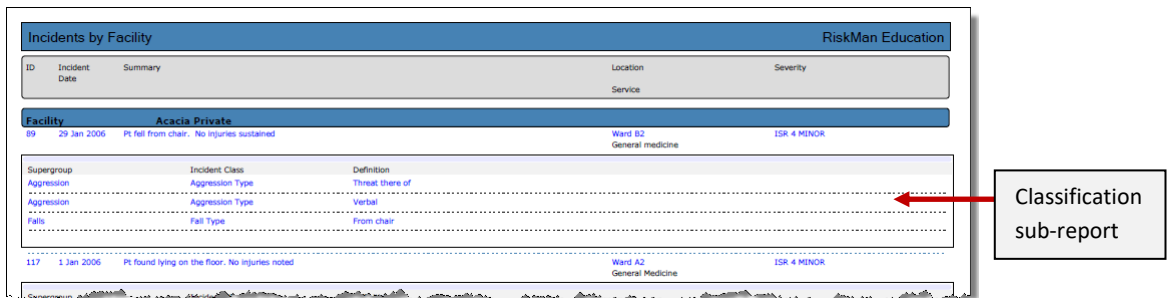 Incidents by Facility RiskMan Education
ID Incident Date Summary Location Severity
Service
Facility Acacia Private
89 29 Jan 2006 Pt fell from chair. No injuries sustained Ward B2 ISR 4 MINOR
General medicine
Supergroup Incident Class Definition
Aggression Aggression Type Threat there of
Aggression Aggression Type Verbal
Falls Fall Type From chair
Classification
sub-report
117 1 Jan 2006 Pt found lying on the floor. No injuries noted Ward A2 ISR 4 MINOR
General Medicine